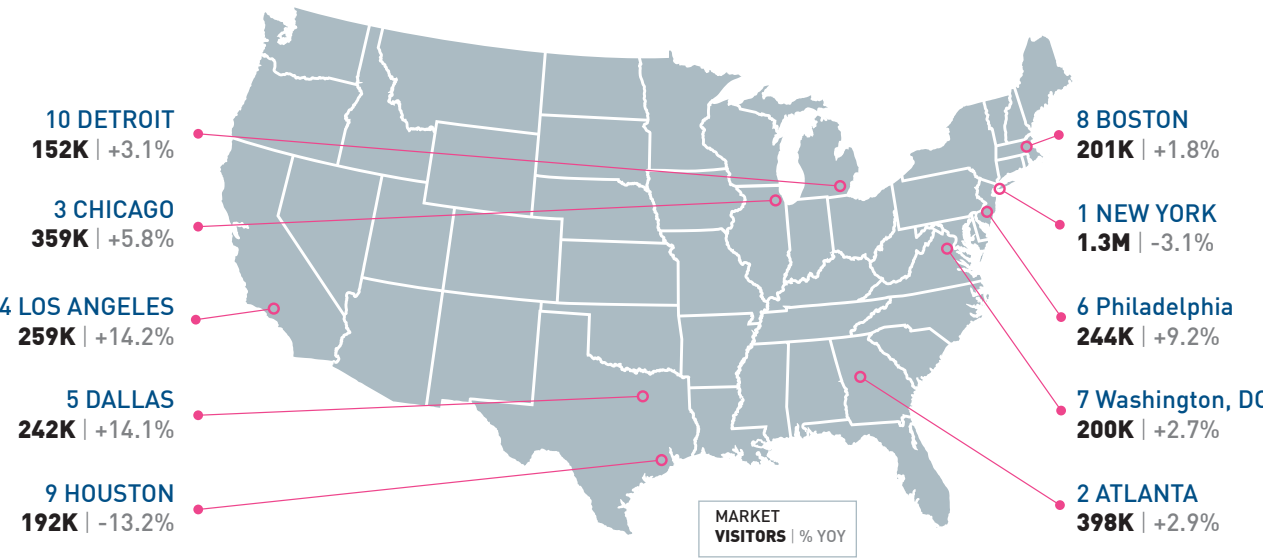 10 DETROIT
152K | +3.1%
3 CHICAGO
359K | +5.8%
4 LOS ANGELES
259K | +14.2%
5 DALLAS
242K | +14.1%
9 HOUSTON
192K | -13.2%
8 BOSTON
201K | +1.8%
1 NEW YORK
1.3M | -3.1%
6 Philadelphia
244K | +9.2%
7 Washington, DC
200K | +2.7%
2 ATLANTA
398K | +2.9%
MARKET
VISITORS | % YOY